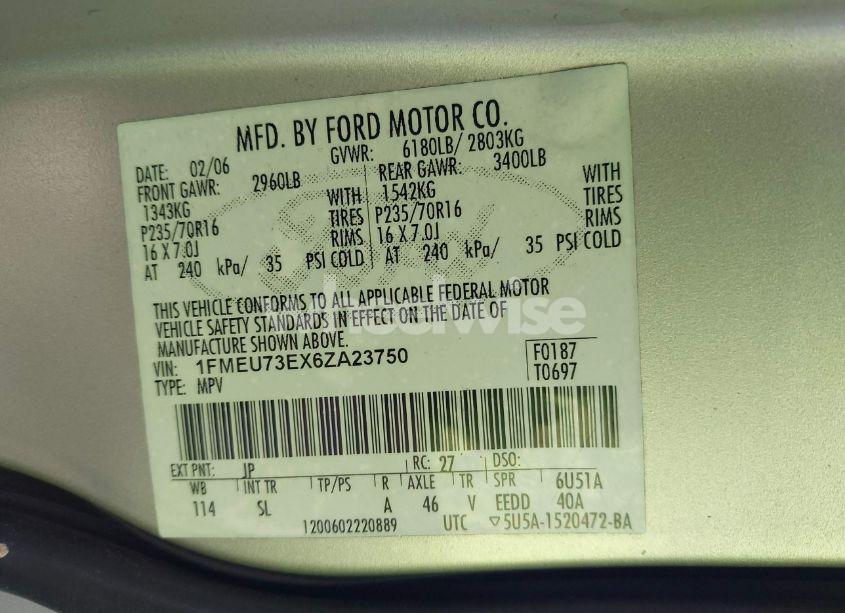 MFD. BY FORD MOTOR CO.
DATE: 02/06 GVWR: 6180LB/ 2803KG
FRONT GAWR: 2960LB REAR GAWR: 3400LB
1343KG WITH 1542KG WITH
P235/70R16 TIRES P235/70R16 TIRES
16 X 7.0J RIMS 16 X 7.0J RIMS
AT 240 kPa/ 35 PSI COLD AT 240 kPa/ 35 PSI COLD
THIS VEHICLE CONFORMS TO ALL APPLICABLE FEDERAL MOTOR
VEHICLE SAFETY STANDARDS IN EFFECT ON THE DATE OF
MANUFACTURE SHOWN ABOVE.
VIN: 1FMEU73EX6ZA23750 F0187
TYPE: MPV T0697
EXT PNT: JP RC: 27 DSO:
WB INT TR TP/PS R AXLE TR SPR 6U51A
114 SL A 46 V EEDD 40A
1200602220889 UTC ▽5U5A-1520472-BA
Ford
wheelwise